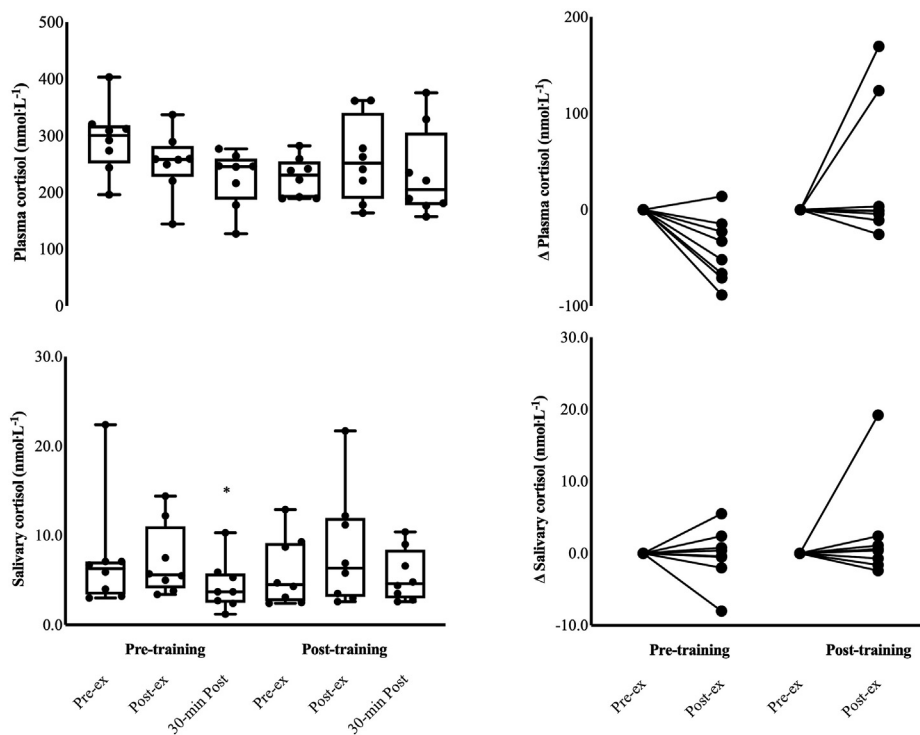 Plasma cortisol (nmol·L⁻¹)
500
400
300
200
100
0
Δ Plasma cortisol (nmol·L⁻¹)
200
100
0
-100
Salivary cortisol (nmol·L⁻¹)
30.0
20.0
10.0
0.0
*
Pre-training
Post-training
Pre-ex
Post-ex
30-min Post
Pre-ex
Post-ex
30-min Post
Δ Salivary cortisol (nmol·L⁻¹)
30.0
20.0
10.0
0.0
-10.0
Pre-training
Post-training
Pre-ex
Post-ex
Pre-ex
Post-ex